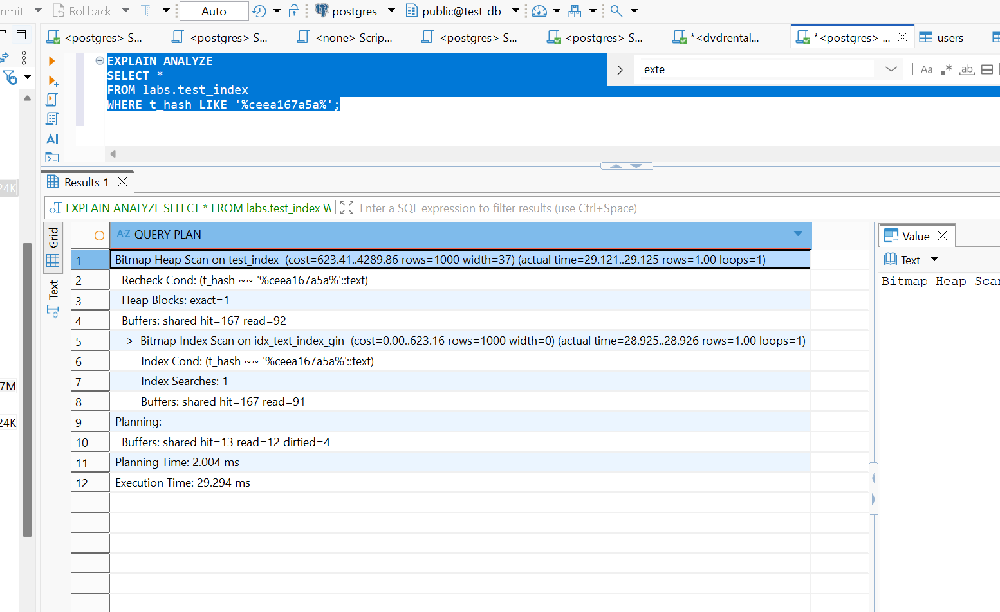 mmit Rollback T Auto postgres public@test_db
<postgres> S... <postgres> S... <none> Scrip... <postgres> S... <postgres> S... *<dvdrental... *<postgres> ... users
EXPLAIN ANALYZE
SELECT *
FROM labs.test_index
WHERE t_hash LIKE '%ceea167a5a%';
exte
Aa .* ab
AI
24K
7M
24K
Results 1
EXPLAIN ANALYZE SELECT * FROM labs.test_index W
Enter a SQL expression to filter results (use Ctrl+Space)
Grid
Text
A-Z QUERY PLAN
1 Bitmap Heap Scan on test_index (cost=623.41..4289.86 rows=1000 width=37) (actual time=29.121..29.125 rows=1.00 loops=1)
2 Recheck Cond: (t_hash ~~ '%ceea167a5a%'::text)
3 Heap Blocks: exact=1
4 Buffers: shared hit=167 read=92
5 -> Bitmap Index Scan on idx_text_index_gin (cost=0.00..623.16 rows=1000 width=0) (actual time=28.925..28.926 rows=1.00 loops=1)
6 Index Cond: (t_hash ~~ '%ceea167a5a%'::text)
7 Index Searches: 1
8 Buffers: shared hit=167 read=91
9 Planning:
10 Buffers: shared hit=13 read=12 dirtied=4
11 Planning Time: 2.004 ms
12 Execution Time: 29.294 ms
Value
Text
Bitmap Heap Scan